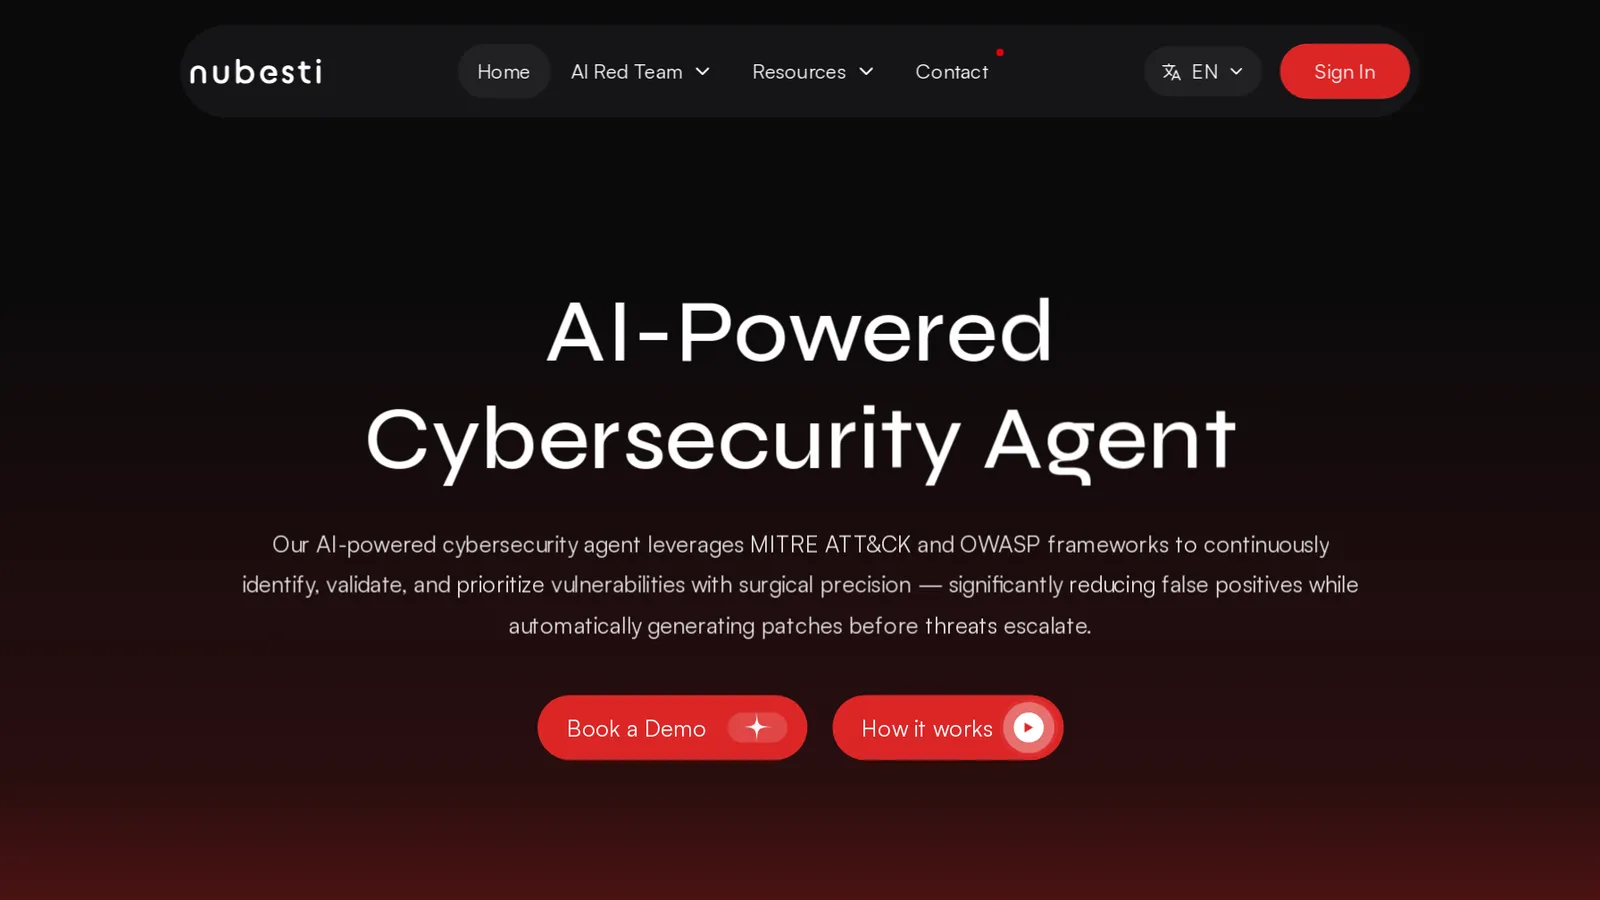 nubesti
Home
AI Red Team
Resources
Contact
EN
Sign In
AI-Powered
Cybersecurity Agent
Our AI-powered cybersecurity agent leverages MITRE ATT&CK and OWASP frameworks to continuously
identify, validate, and prioritize vulnerabilities with surgical precision — significantly reducing false positives while
automatically generating patches before threats escalate.
Book a Demo
How it works